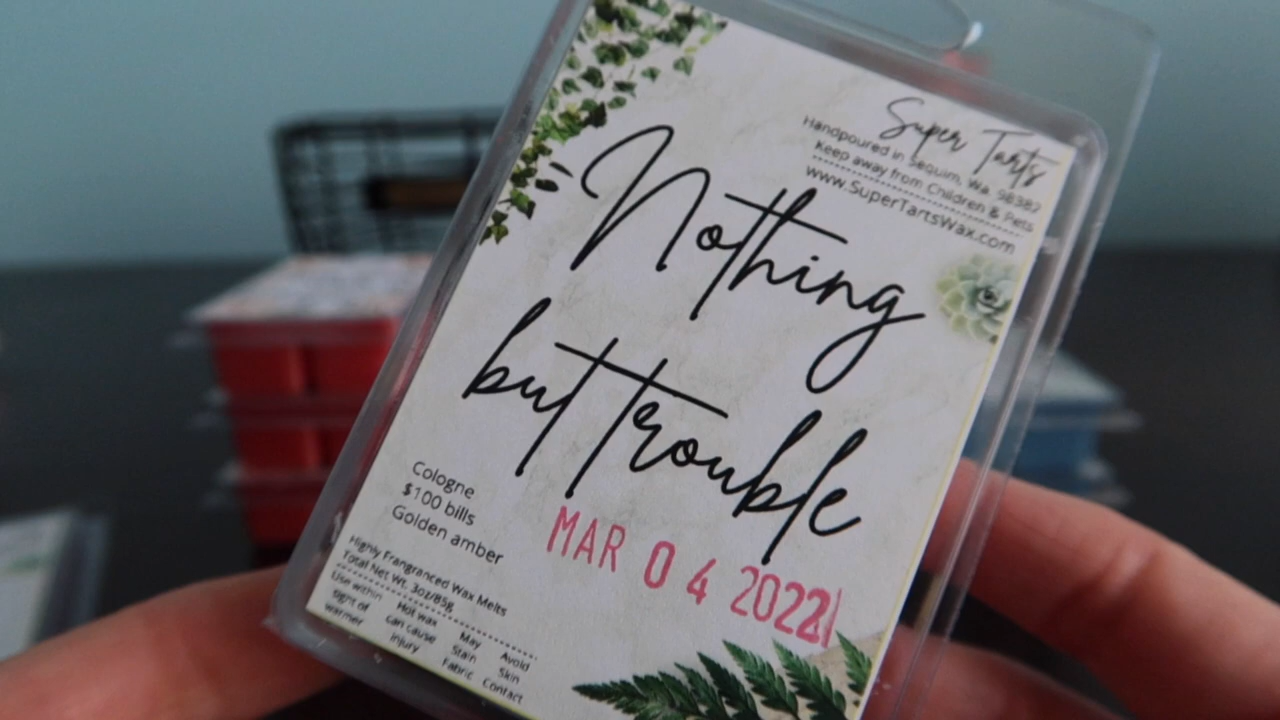 Super Tarts
Handpoured in Sequim, Wa. 98382
Keep away from Children & Pets
www.SuperTartsWax.com
Nothing
but trouble
Cologne
$100 bills
Golden amber
MAR 04 2022
Highly Frangranced Wax Melts
Total Net Wt. 3oz/85g
Use within sight of warmer
Hot wax can cause injury
May Stain Fabric
Avoid Skin Contact